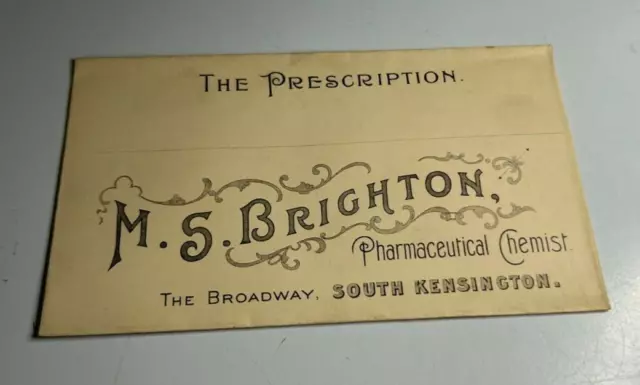 The Prescription.
M. S. Brighton,
Pharmaceutical Chemist.
The Broadway, South Kensington.